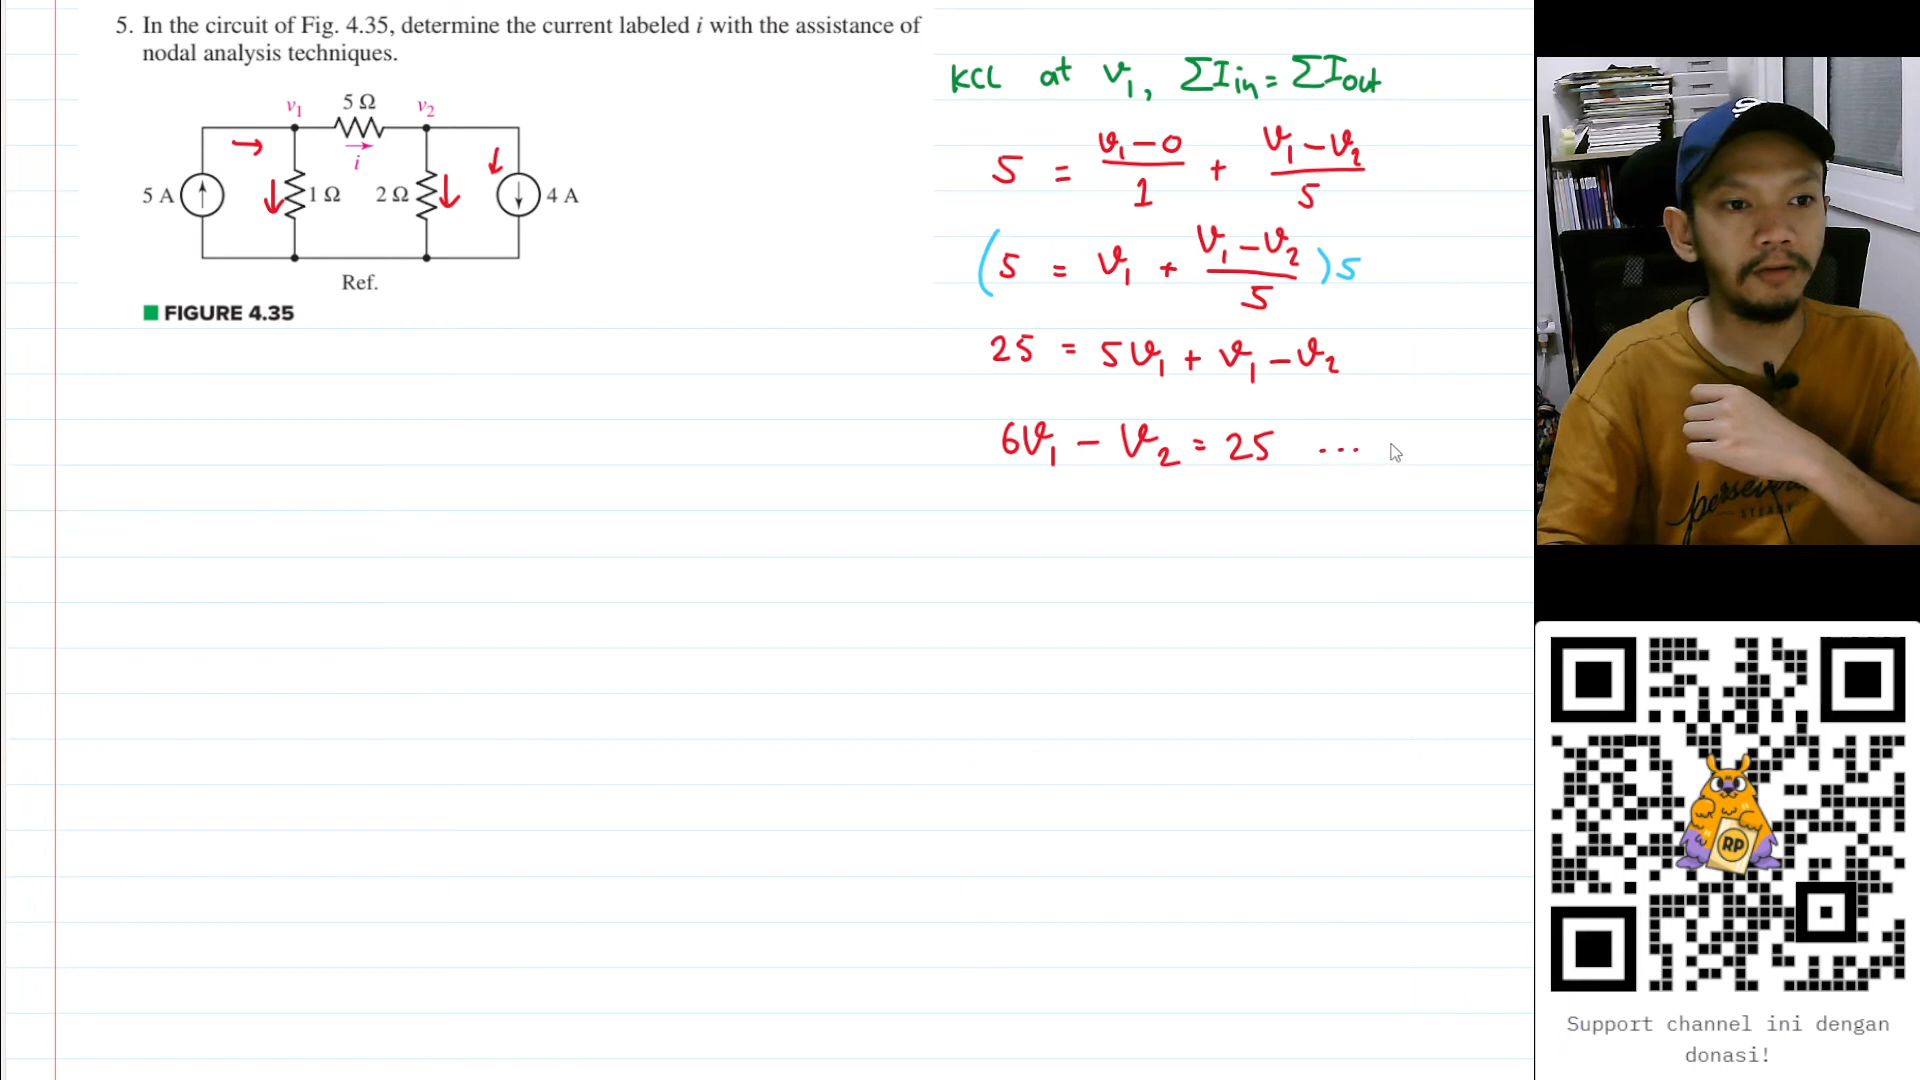 5. In the circuit of Fig. 4.35, determine the current labeled i with the assistance of
nodal analysis techniques.
v1 5 Ω v2
i
5 A 1 Ω 2 Ω 4 A
Ref.
FIGURE 4.35
KCL at v1, ΣIin = ΣIout
5 = (v1 - 0)/1 + (v1 - v2)/5
(5 = v1 + (v1 - v2)/5)5
25 = 5v1 + v1 - v2
6v1 - v2 = 25 ...
RP
Support channel ini dengan
donasi!